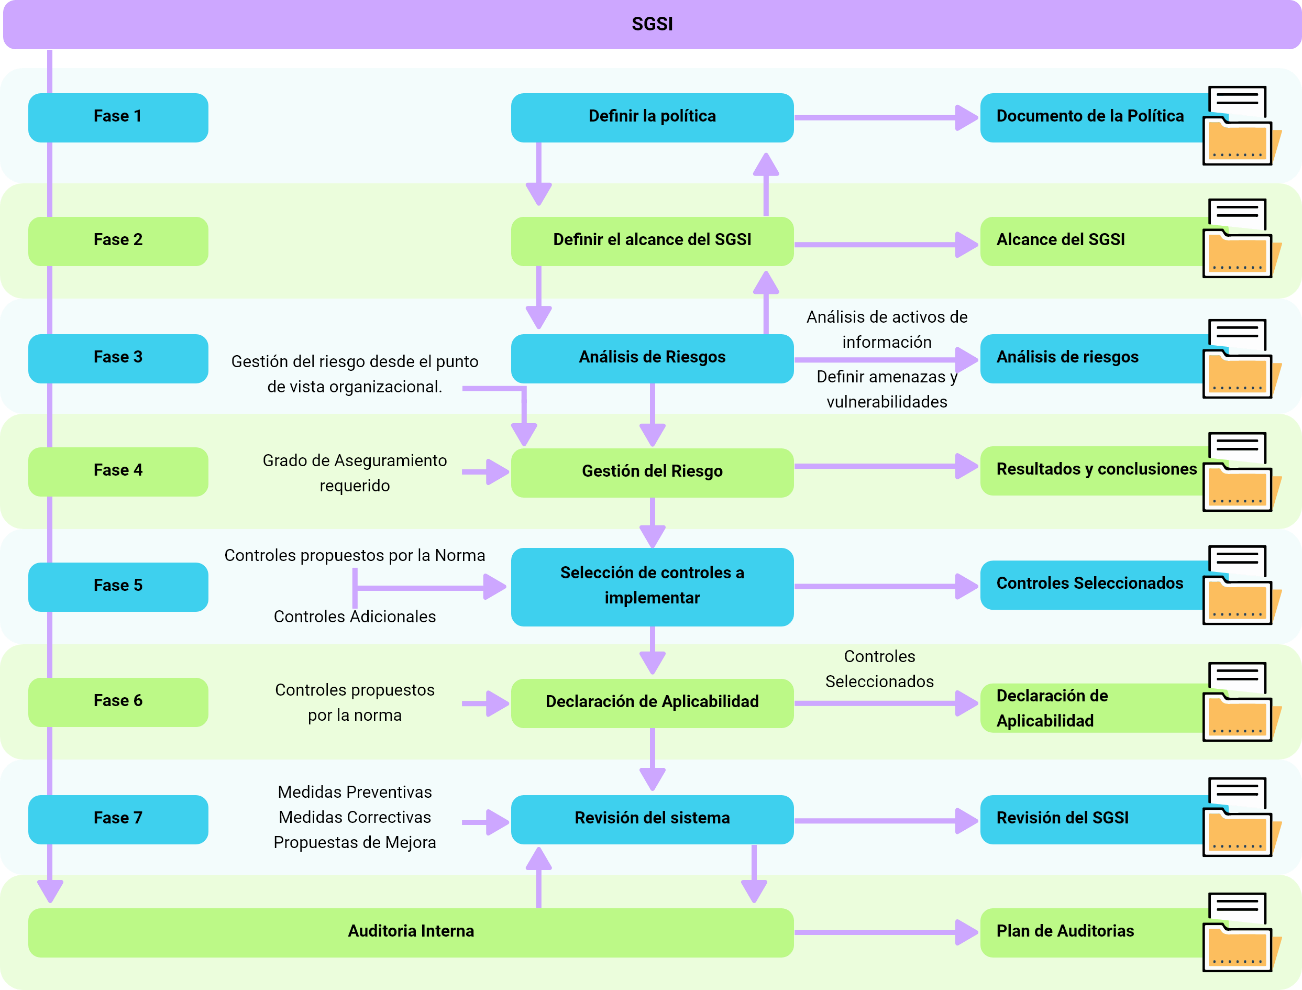 SGSI
Fase 1
Definir la política
Documento de la Política
Fase 2
Definir el alcance del SGSI
Alcance del SGSI
Fase 3
Análisis de Riesgos
Análisis de activos de
información
Definir amenazas y
vulnerabilidades
Análisis de riesgos
Gestión del riesgo desde el punto
de vista organizacional.
Fase 4
Grado de Aseguramiento
requerido
Gestión del Riesgo
Resultados y conclusiones
Fase 5
Controles propuestos por la Norma
Controles Adicionales
Selección de controles a
implementar
Controles Seleccionados
Fase 6
Controles propuestos
por la norma
Declaración de Aplicabilidad
Controles
Seleccionados
Declaración de
Aplicabilidad
Fase 7
Medidas Preventivas
Medidas Correctivas
Propuestas de Mejora
Revisión del sistema
Revisión del SGSI
Auditoria Interna
Plan de Auditorias